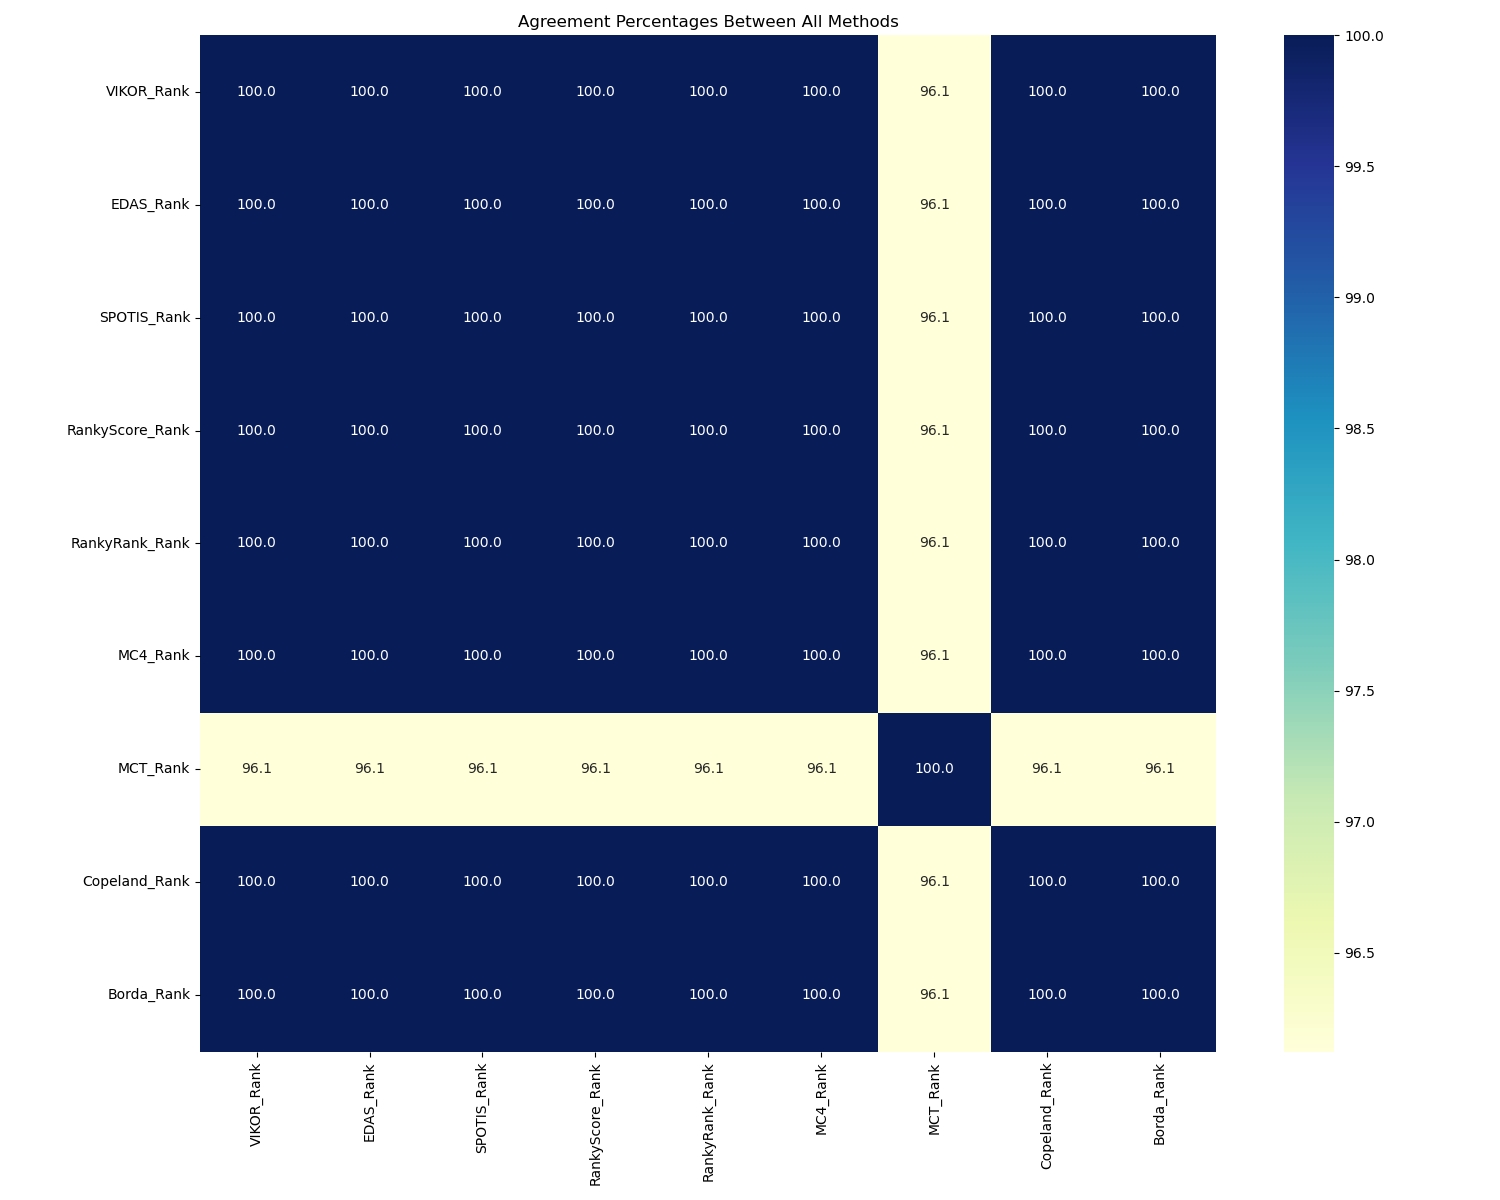 Agreement Percentages Between All Methods
VIKOR_Rank 100.0 100.0 100.0 100.0 100.0 100.0 96.1 100.0 100.0
EDAS_Rank 100.0 100.0 100.0 100.0 100.0 100.0 96.1 100.0 100.0
SPOTIS_Rank 100.0 100.0 100.0 100.0 100.0 100.0 96.1 100.0 100.0
RankyScore_Rank 100.0 100.0 100.0 100.0 100.0 100.0 96.1 100.0 100.0
RankyRank_Rank 100.0 100.0 100.0 100.0 100.0 100.0 96.1 100.0 100.0
MC4_Rank 100.0 100.0 100.0 100.0 100.0 100.0 96.1 100.0 100.0
MCT_Rank 96.1 96.1 96.1 96.1 96.1 96.1 100.0 96.1 96.1
Copeland_Rank 100.0 100.0 100.0 100.0 100.0 100.0 96.1 100.0 100.0
Borda_Rank 100.0 100.0 100.0 100.0 100.0 100.0 96.1 100.0 100.0
VIKOR_Rank
EDAS_Rank
SPOTIS_Rank
RankyScore_Rank
RankyRank_Rank
MC4_Rank
MCT_Rank
Copeland_Rank
Borda_Rank
100.0
99.5
99.0
98.5
98.0
97.5
97.0
96.5